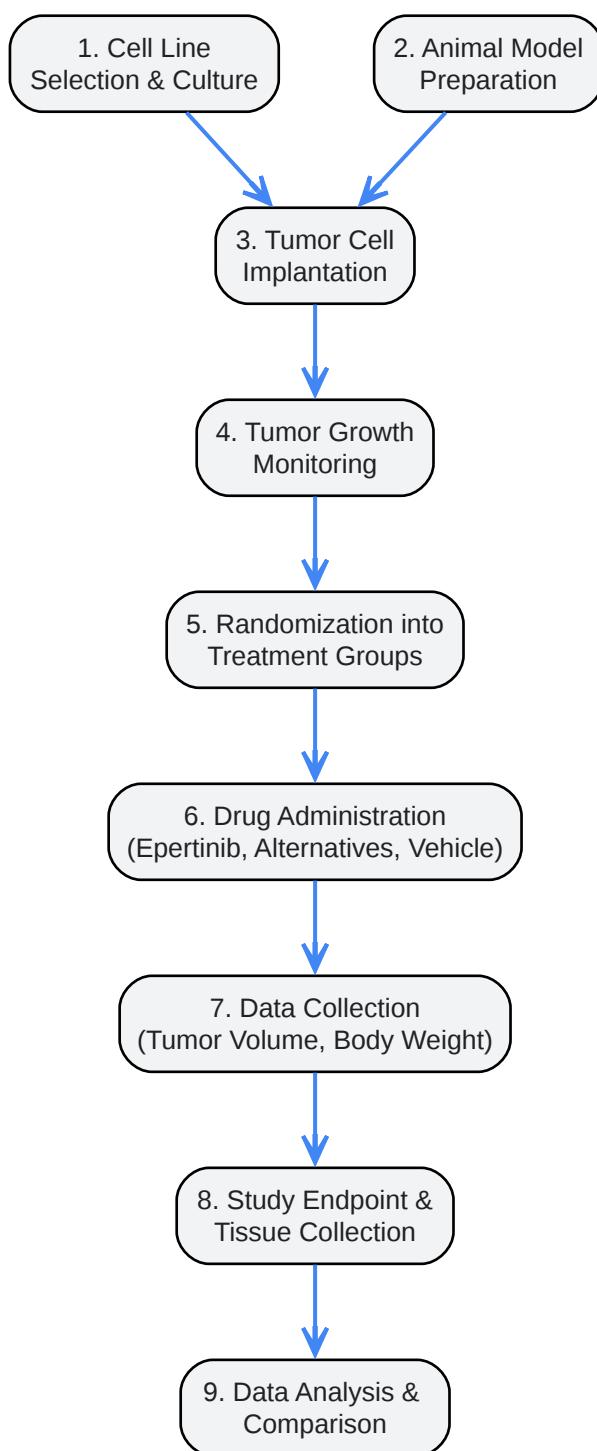 1. Cell Line
Selection & Culture
2. Animal Model
Preparation
3. Tumor Cell
Implantation
4. Tumor Growth
Monitoring
5. Randomization into
Treatment Groups
6. Drug Administration
(Epertinib, Alternatives, Vehicle)
7. Data Collection
(Tumor Volume, Body Weight)
8. Study Endpoint &
Tissue Collection
9. Data Analysis &
Comparison